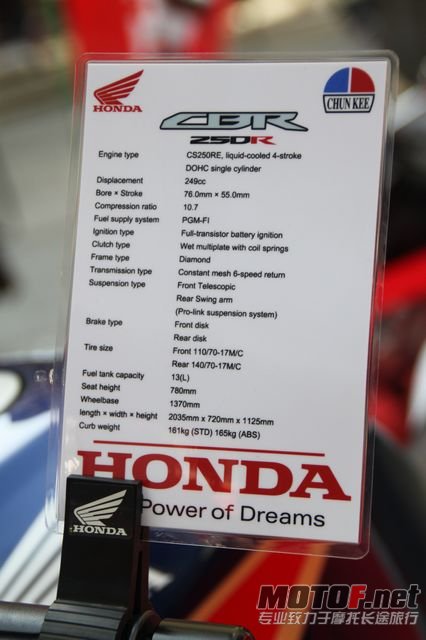 HONDA
CHUN KEE
CBR
250R
Engine type CS250RE, liquid-cooled 4-stroke
DOHC single cylinder
Displacement 249cc
Bore × Stroke 76.0mm × 55.0mm
Compression ratio 10.7
Fuel supply system PGM-FI
Ignition type Full-transistor battery ignition
Clutch type Wet multiplate with coil springs
Frame type Diamond
Transmission type Constant mesh 6-speed return
Suspension type Front Telescopic
Rear Swing arm
(Pro-link suspension system)
Brake type Front disk
Rear disk
Tire size Front 110/70-17M/C
Rear 140/70-17M/C
Fuel tank capacity 13(L)
Seat height 780mm
Wheelbase 1370mm
length × width × height 2035mm x 720mm x 1125mm
Curb weight 161kg (STD) 165kg (ABS)
HONDA
Power of Dreams
HONDA
MOTOF.net
专业致力于摩托长途旅行